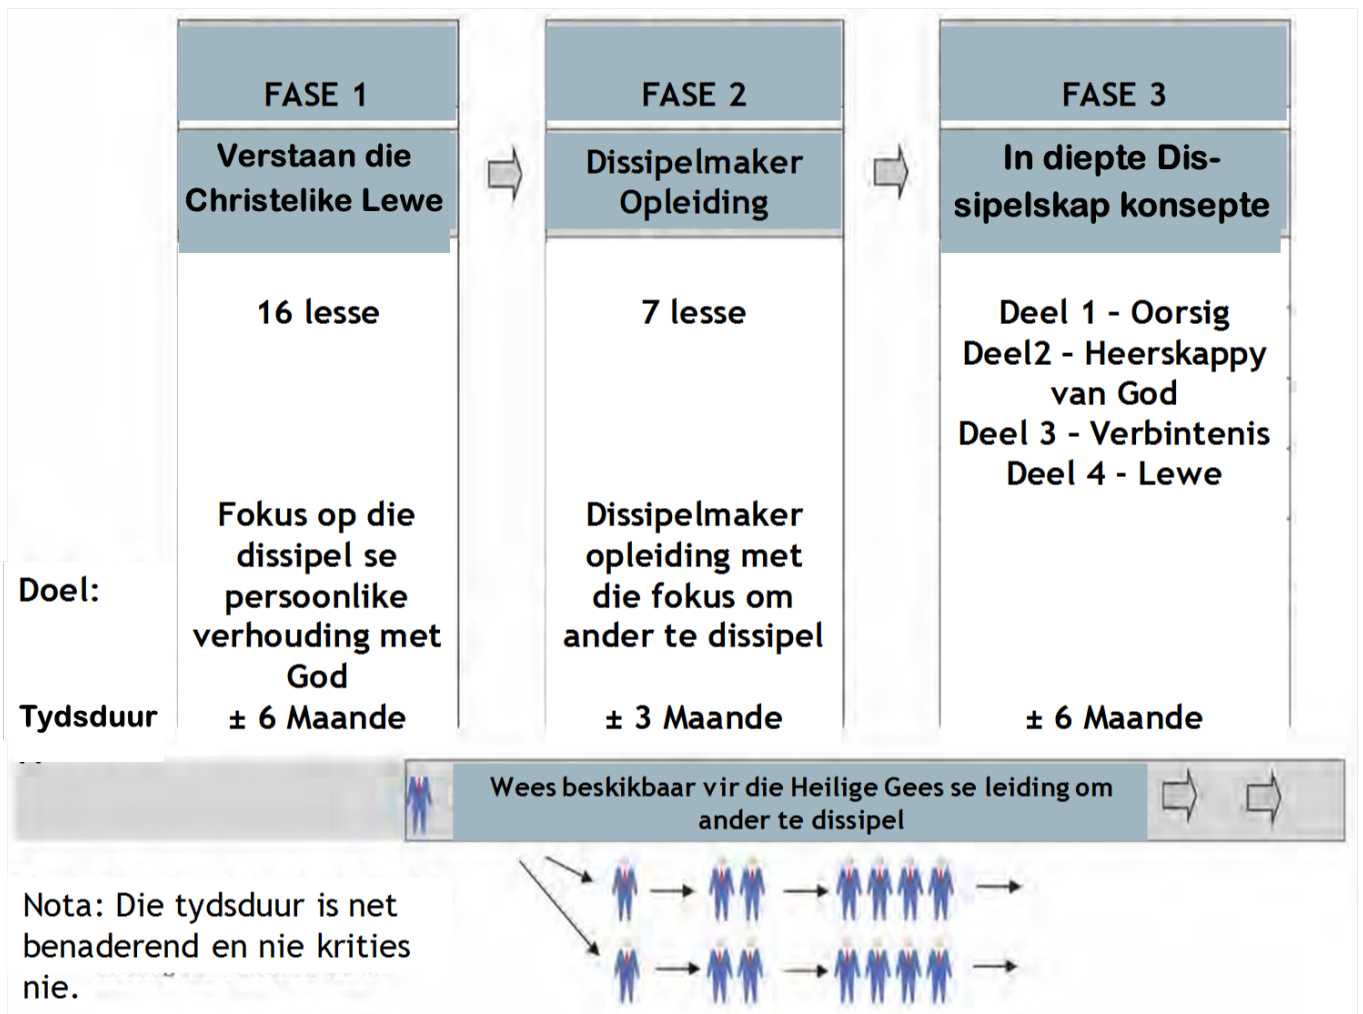 FASE 1
Verstaan die
Christelike Lewe
16 lesse
Fokus op die
dissipel se
persoonlike
verhouding met
God
± 6 Maande
FASE 2
Dissipelmaker
Opleiding
7 lesse
Dissipelmaker
opleiding met
die fokus om
ander te dissipel
± 3 Maande
FASE 3
In diepte Dis-
sipelskap konsepte
Deel 1 - Oorsig
Deel2 - Heerskappy
van God
Deel 3 - Verbintenis
Deel 4 - Lewe
± 6 Maande
Doel:
Tydsduur
Wees beskikbaar vir die Heilige Gees se leiding om
ander te dissipel
Nota: Die tydsduur is net
benaderend en nie krities
nie.